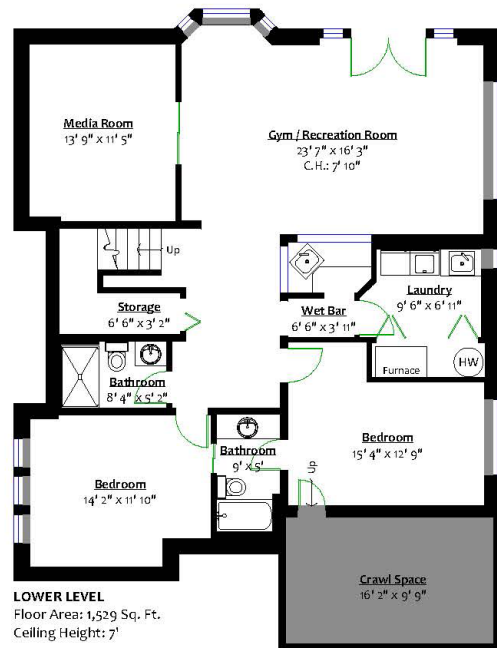 Media Room
13' 9" x 11' 5"
Gym / Recreation Room
23' 7" x 16' 3"
C.H.: 7' 10"
Up
Storage
6' 6" x 3' 2"
Wet Bar
6' 6" x 3' 11"
Laundry
9' 6" x 6' 11"
Furnace
HW
Bathroom
8' 4" x 5' 2"
Bedroom
14' 2" x 11' 10"
Bathroom
9' x 5'
Bedroom
15' 4" x 12' 9"
Up
Crawl Space
16' 2" x 9' 9"
LOWER LEVEL
Floor Area: 1,529 Sq. Ft.
Ceiling Height: 7'